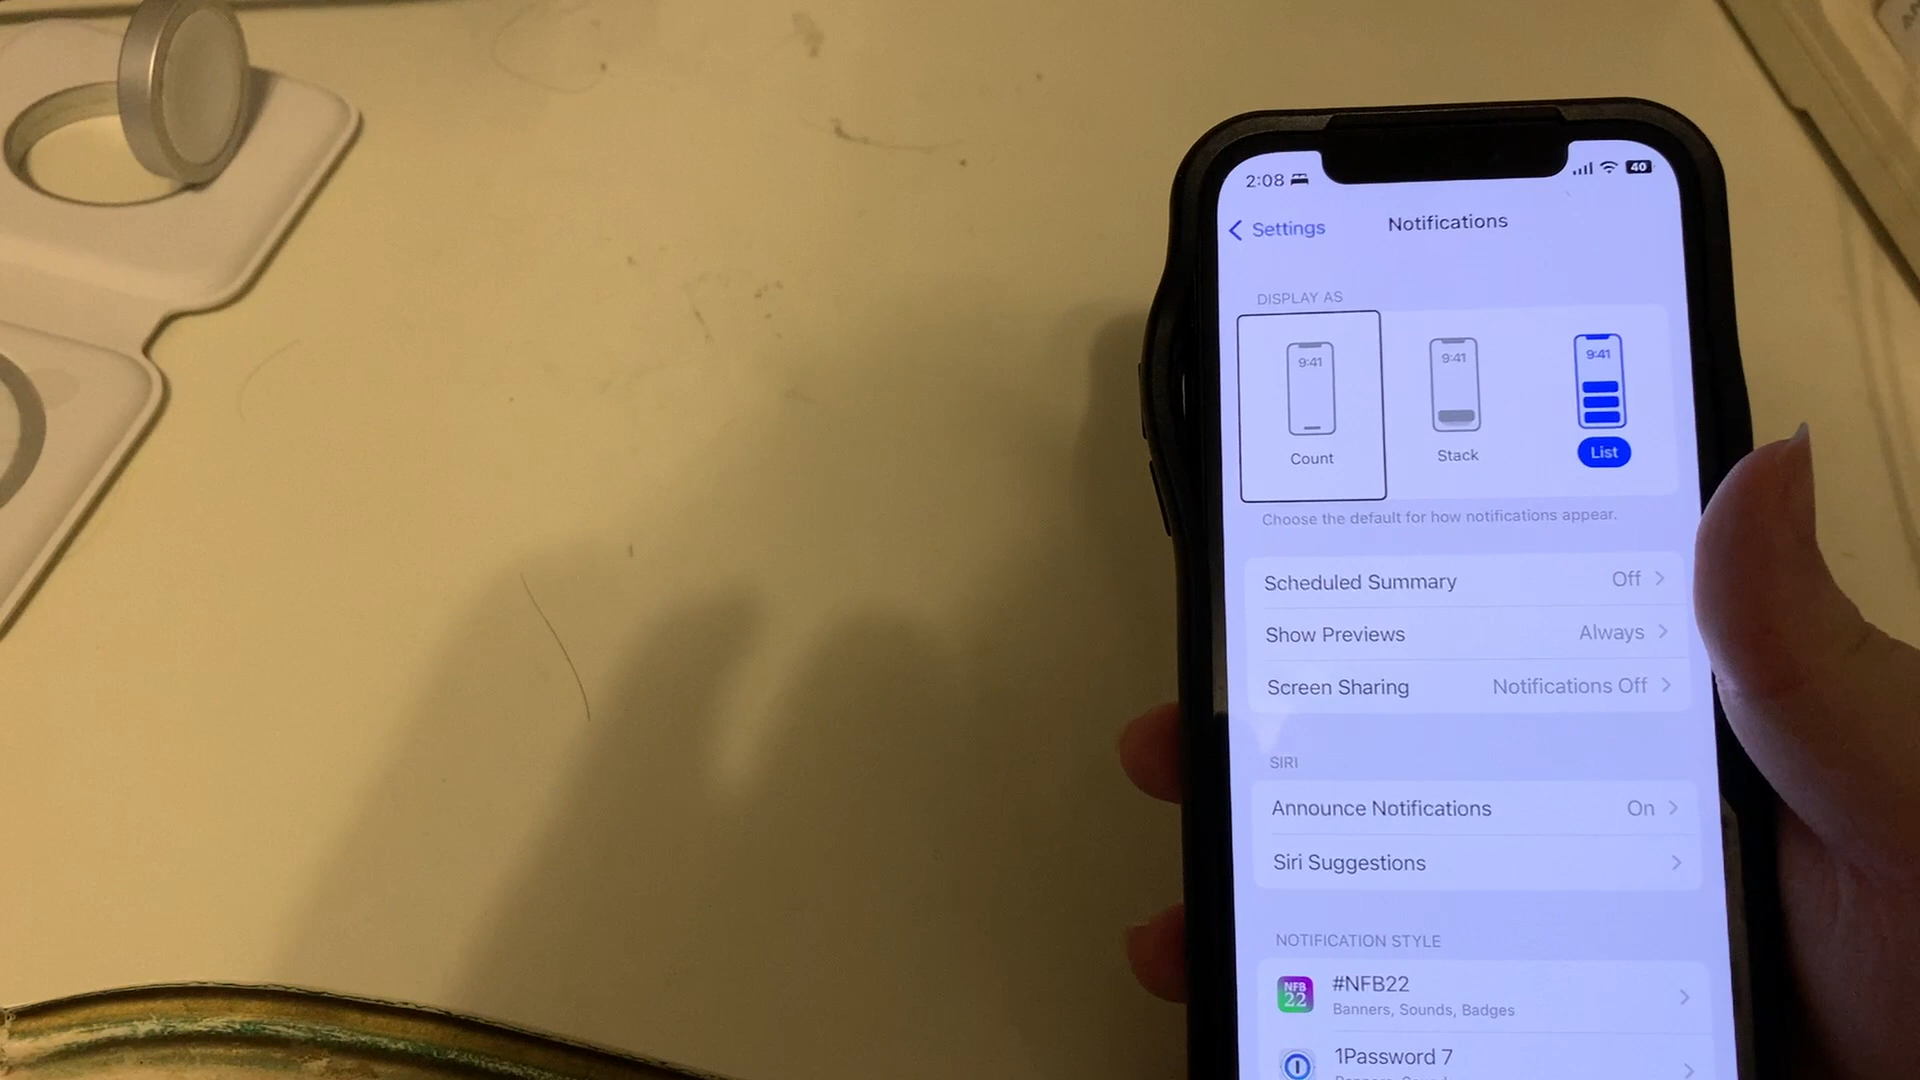 2:08
40
Settings
Notifications
DISPLAY AS
9:41
9:41
9:41
Count
Stack
List
Choose the default for how notifications appear.
Scheduled Summary Off
Show Previews Always
Screen Sharing Notifications Off
SIRI
Announce Notifications On
Siri Suggestions
NOTIFICATION STYLE
NFB
22
#NFB22
Banners, Sounds, Badges
1Password 7